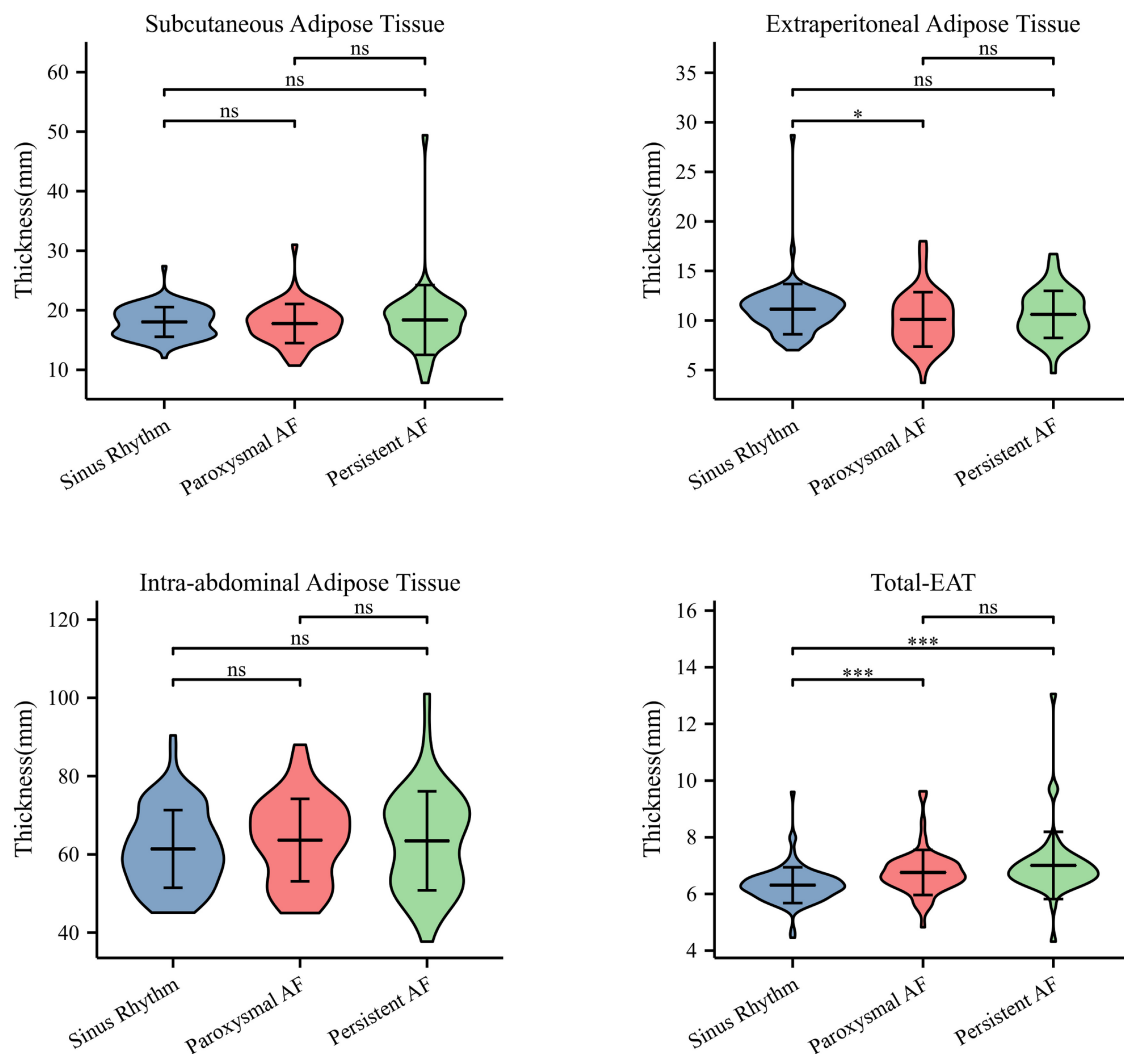 Subcutaneous Adipose Tissue
ns
60
ns
50
ns
40
30
20
10
Thickness(mm)
Sinus Rhythm
Paroxysmal AF
Persistent AF
Extraperitoneal Adipose Tissue
ns
35
ns
30
*
25
20
15
10
5
Thickness(mm)
Sinus Rhythm
Paroxysmal AF
Persistent AF
Intra-abdominal Adipose Tissue
120
ns
ns
ns
100
80
60
40
Thickness(mm)
Sinus Rhythm
Paroxysmal AF
Persistent AF
Total-EAT
16
ns
***
14
***
12
10
8
6
4
Thickness(mm)
Sinus Rhythm
Paroxysmal AF
Persistent AF